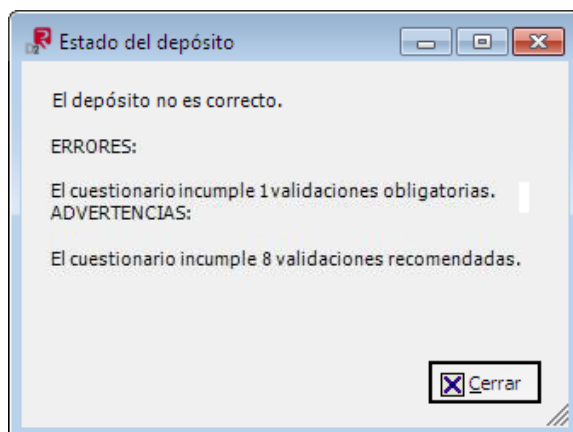 D2 R Estado del depósito
El depósito no es correcto.
ERRORES:
El cuestionario incumple 1 validaciones obligatorias.
ADVERTENCIAS:
El cuestionario incumple 8 validaciones recomendadas.
Cerrar